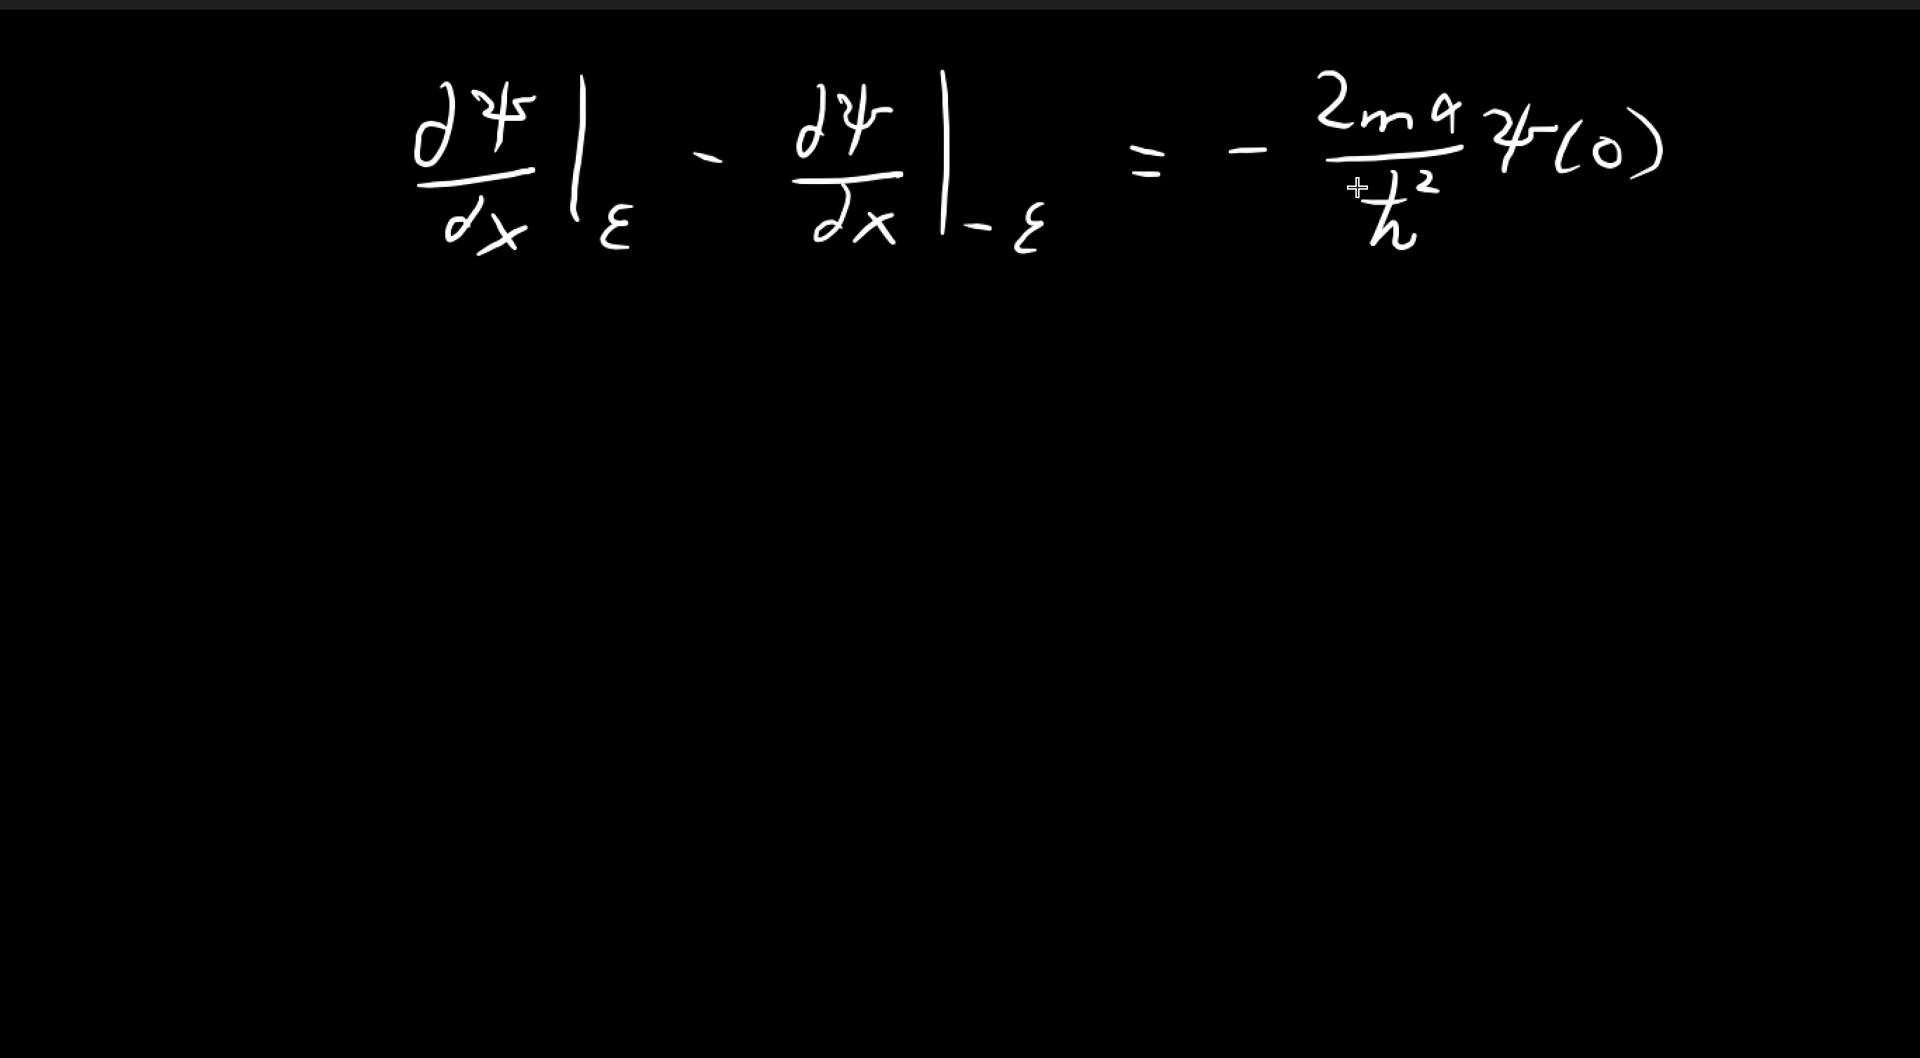 dψ/dx|_ε - dψ/dx|_-ε = - 2ma/ħ² ψ(0)